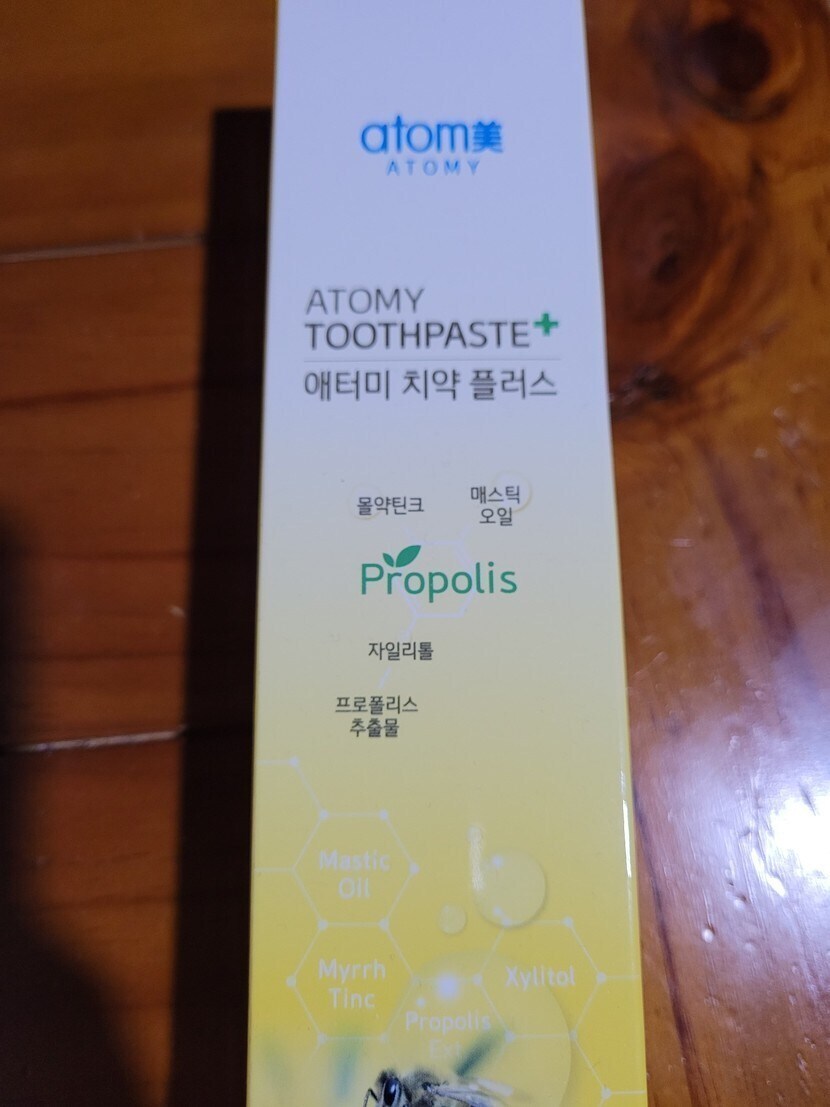 atom美
ATOMY
ATOMY
TOOTHPASTE+
애터미 치약 플러스
몰약틴크
매스틱
오일
Propolis
자일리톨
프로폴리스
추출물
Mastic
Oil
Myrrh
Tinc
Xylitol
Propolis
Ext